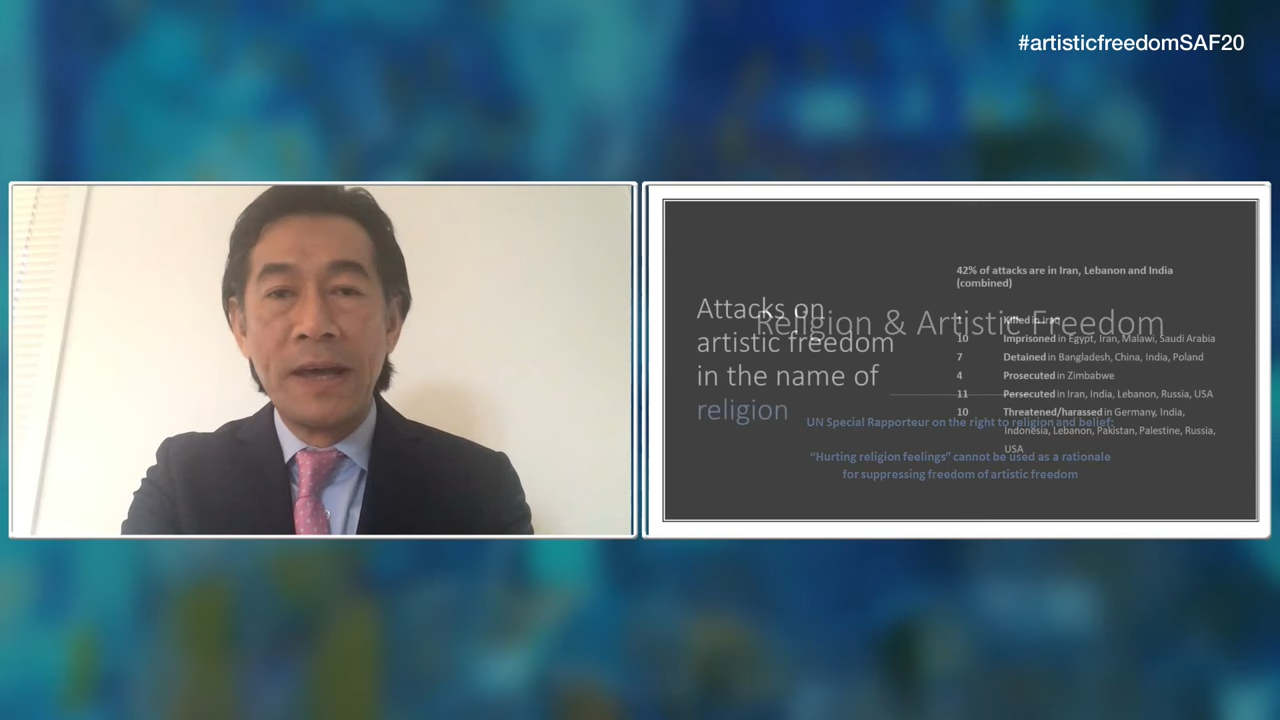 #artisticfreedomSAF20
Attacks on
artistic freedom
in the name of
religion
42% of attacks are in Iran, Lebanon and India
(combined)
1 Killed in Iraq
10 Imprisoned in Egypt, Iran, Malawi, Saudi Arabia
7 Detained in Bangladesh, China, India, Poland
4 Prosecuted in Zimbabwe
11 Persecuted in Iran, India, Lebanon, Russia, USA
10 Threatened/harassed in Germany, India,
Indonesia, Lebanon, Pakistan, Palestine, Russia,
USA
Religion & Artistic Freedom
UN Special Rapporteur on the right to religion and belief:
“Hurting religion feelings” cannot be used as a rationale
for suppressing freedom of artistic freedom